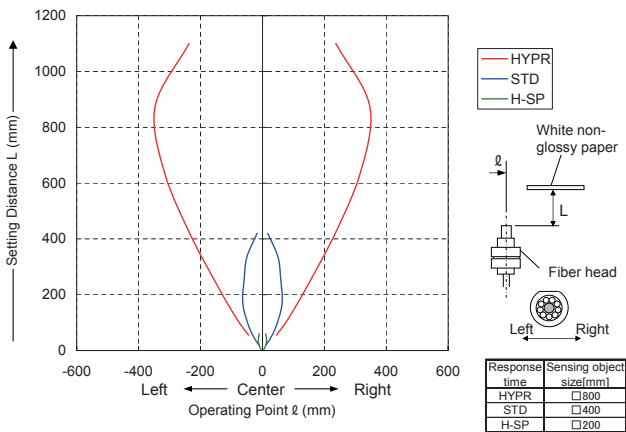 1200
1000
800
600
400
200
0
Setting Distance L (mm)
-600 -400 -200 0 200 400 600
Left Center Right
Operating Point ℓ (mm)
HYPR
STD
H-SP
White non-
glossy paper
ℓ
L
Fiber head
Left Right
Response time Sensing object size[mm]
HYPR □800
STD □400
H-SP □200